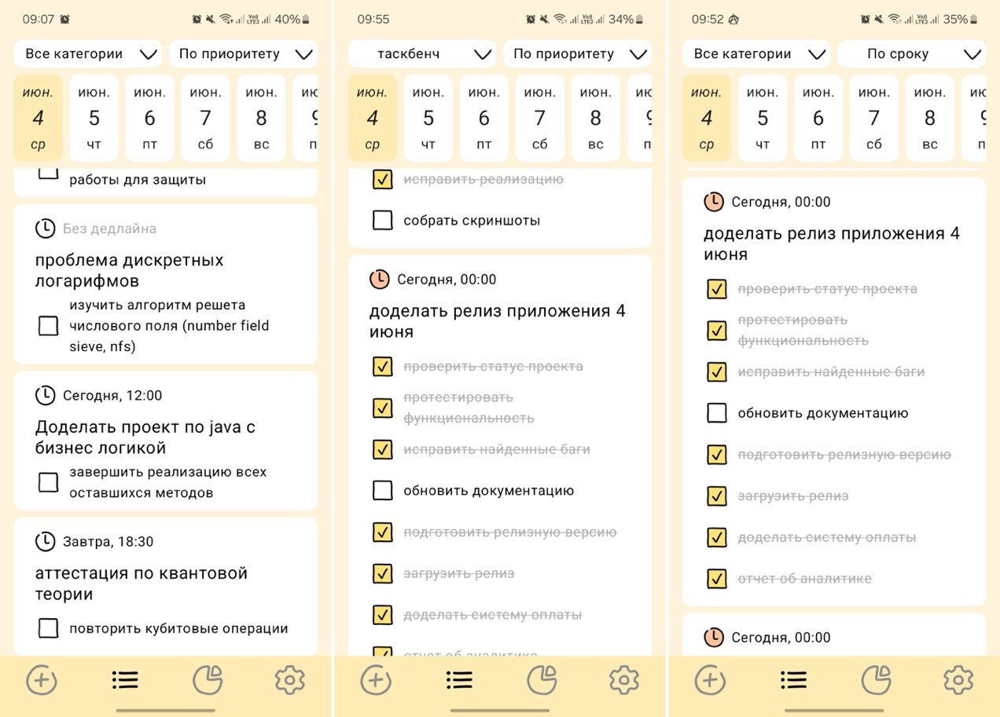 09:07
40%
Все категории
По приоритету
июн.
4
ср
июн.
5
чт
июн.
6
пт
июн.
7
сб
июн.
8
вс
работы для защиты
Без дедлайна
проблема дискретных
логарифмов
изучить алгоритм решета
числового поля (number field
sieve, nfs)
Сегодня, 12:00
Доделать проект по java с
бизнес логикой
завершить реализацию всех
оставшихся методов
Завтра, 18:30
аттестация по квантовой
теории
повторить кубитовые операции
09:55
34%
таскбенч
По приоритету
июн.
4
ср
июн.
5
чт
июн.
6
пт
июн.
7
сб
июн.
8
вс
исправить реализацию
собрать скриншоты
Сегодня, 00:00
доделать релиз приложения 4
июня
проверить статус проекта
протестировать
функциональность
исправить найденные баги
обновить документацию
подготовить релизную версию
загрузить релиз
доделать систему оплаты
отчет об аналитике
09:52
35%
Все категории
По сроку
июн.
4
ср
июн.
5
чт
июн.
6
пт
июн.
7
сб
июн.
8
вс
Сегодня, 00:00
доделать релиз приложения 4
июня
проверить статус проекта
протестировать
функциональность
исправить найденные баги
обновить документацию
подготовить релизную версию
загрузить релиз
доделать систему оплаты
отчет об аналитике
Сегодня, 00:00